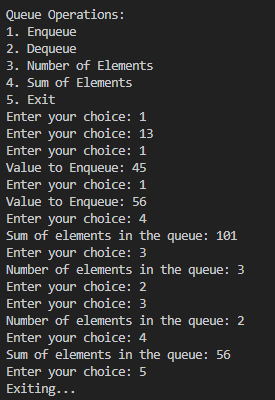 Queue Operations:
1. Enqueue
2. Dequeue
3. Number of Elements
4. Sum of Elements
5. Exit
Enter your choice: 1
Enter your choice: 13
Enter your choice: 1
Value to Enqueue: 45
Enter your choice: 1
Value to Enqueue: 56
Enter your choice: 4
Sum of elements in the queue: 101
Enter your choice: 3
Number of elements in the queue: 3
Enter your choice: 2
Enter your choice: 3
Number of elements in the queue: 2
Enter your choice: 4
Sum of elements in the queue: 56
Enter your choice: 5
Exiting...